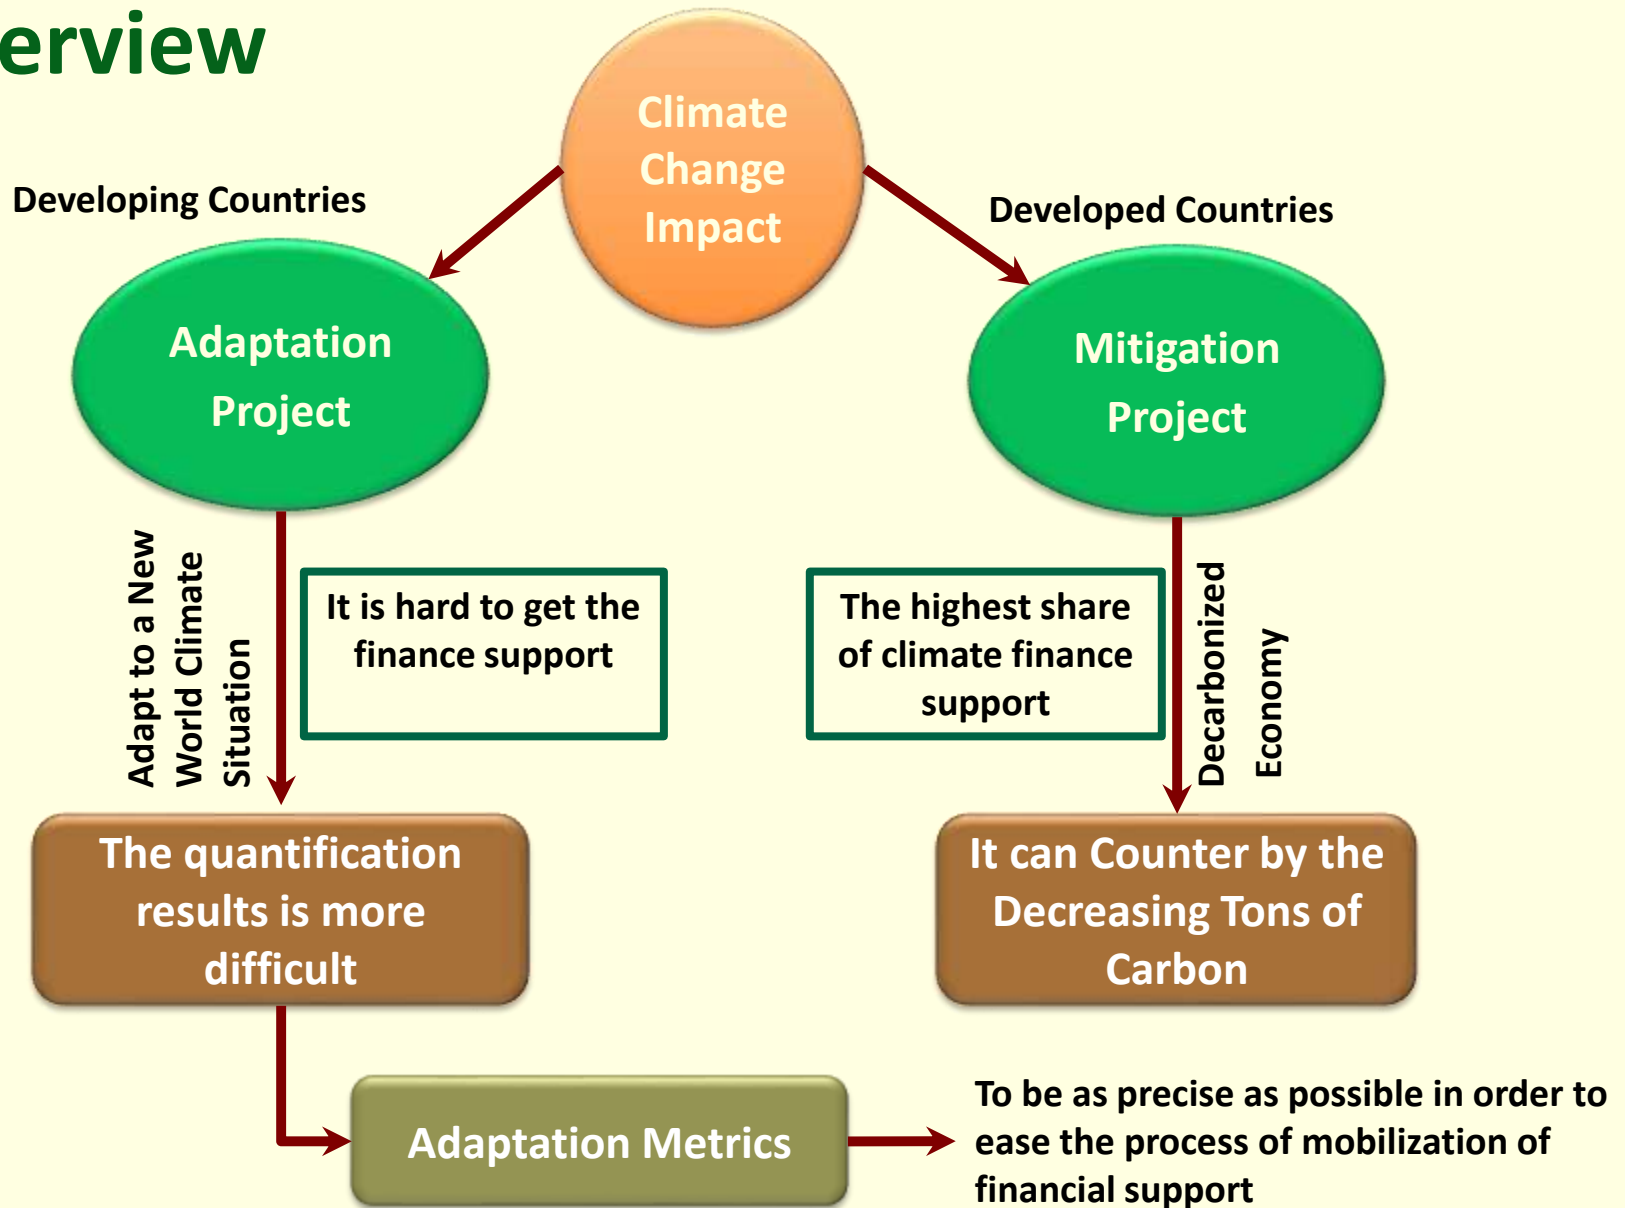 erview
Climate
Change
Impact
Developing Countries
Developed Countries
Adaptation
Project
Mitigation
Project
Adapt to a New
World Climate
Situation
It is hard to get the
finance support
The highest share
of climate finance
support
Decarbonized
Economy
The quantification
results is more
difficult
It can Counter by the
Decreasing Tons of
Carbon
Adaptation Metrics
To be as precise as possible in order to
ease the process of mobilization of
financial support